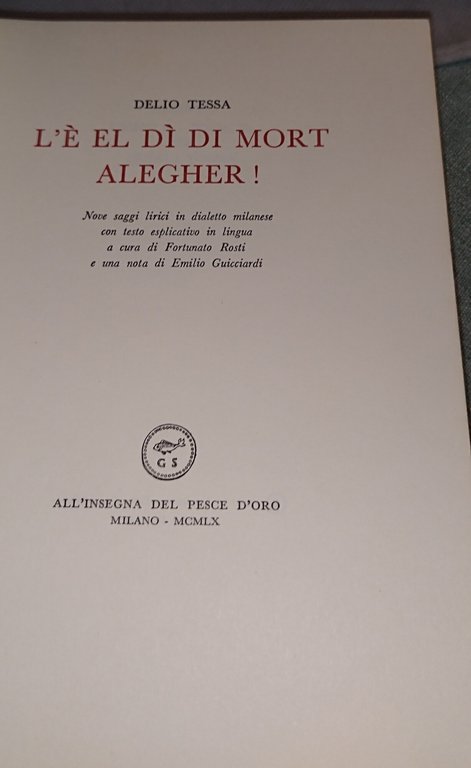 DELIO TESSA
L'È EL DÌ DI MORT
ALEGHER !
Nove saggi lirici in dialetto milanese
con testo esplicativo in lingua
a cura di Fortunato Rosti
e una nota di Emilio Guicciardi
G S
ALL'INSEGNA DEL PESCE D'ORO
MILANO - MCMLX